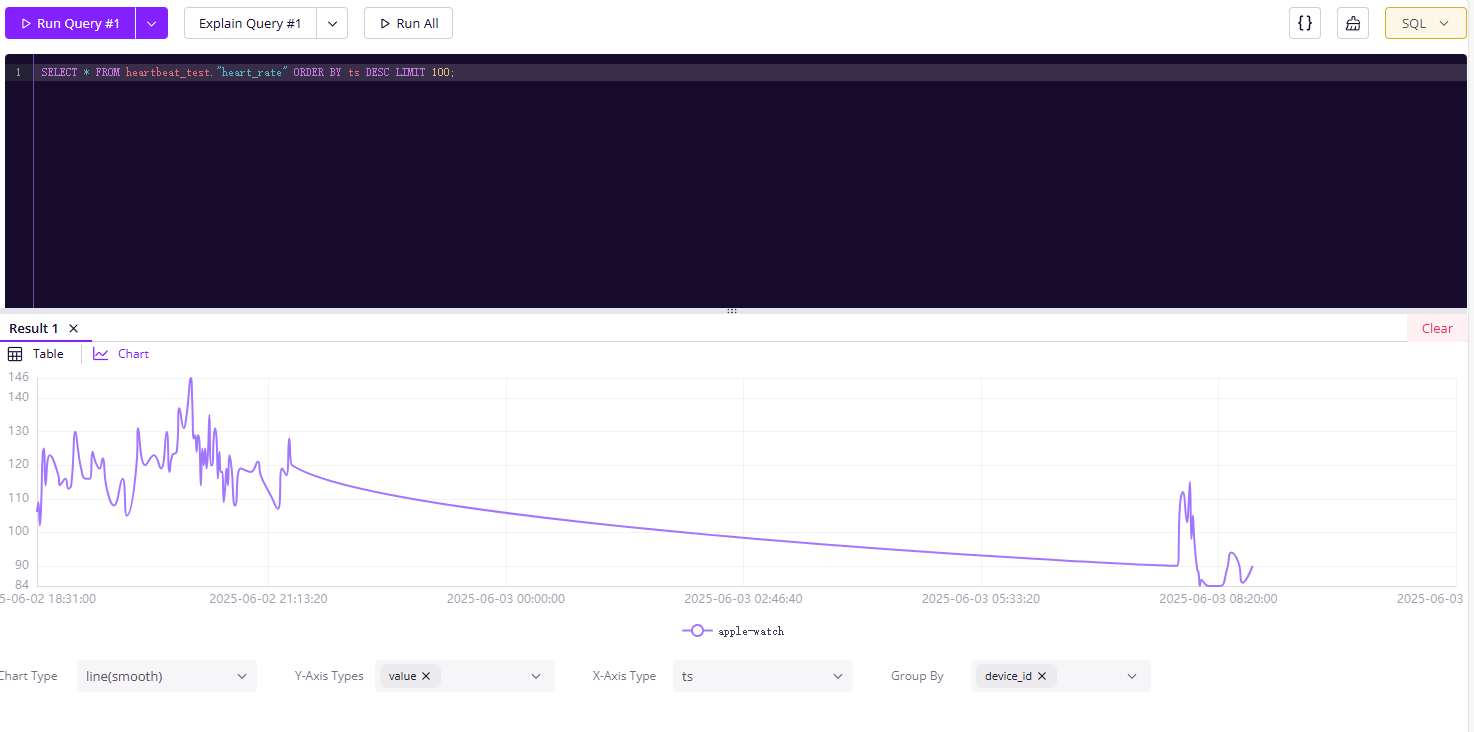 Run Query #1 Explain Query #1 Run All {} SQL
1 SELECT * FROM heartbeat_test."heart_rate" ORDER BY ts DESC LIMIT 100;
Result 1 Clear
Table Chart
146
140
130
120
110
100
90
84
5-06-02 18:31:00 2025-06-02 21:13:20 2025-06-03 00:00:00 2025-06-03 02:46:40 2025-06-03 05:33:20 2025-06-03 08:20:00 2025-06-03
apple-watch
Chart Type line(smooth) Y-Axis Types value X-Axis Type ts Group By device_id